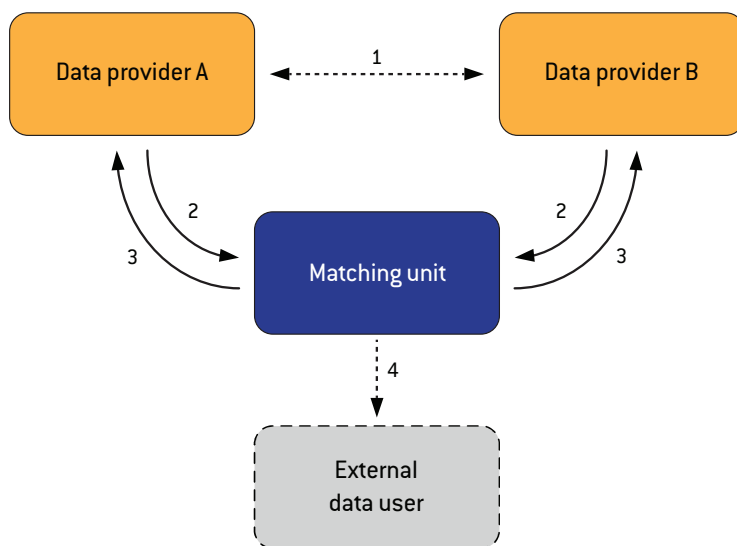 Data provider A
1
Data provider B
2
2
3
3
Matching unit
4
External
data user